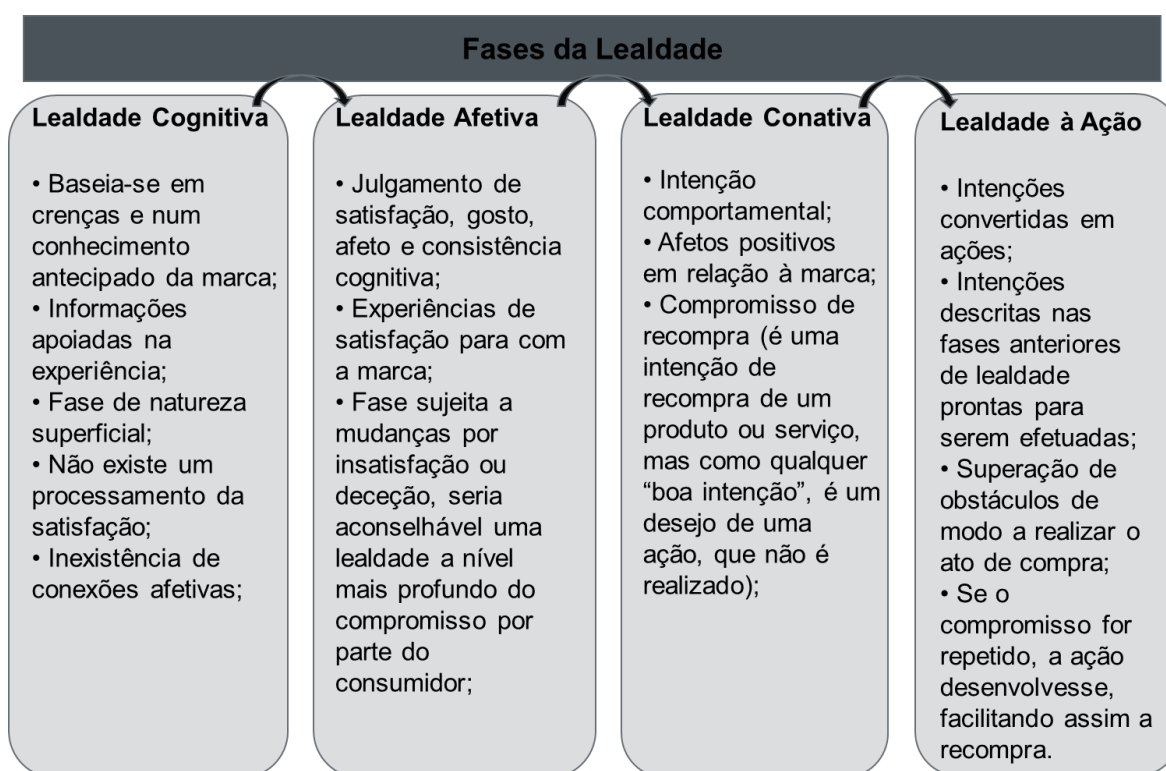 Fases da Lealdade
Lealdade Cognitiva
• Baseia-se em
crenças e num
conhecimento
antecipado da marca;
• Informações
apoiadas na
experiência;
• Fase de natureza
superficial;
• Não existe um
processamento da
satisfação;
• Inexistência de
conexões afetivas;
Lealdade Afetiva
• Julgamento de
satisfação, gosto,
afeto e consistência
cognitiva;
• Experiências de
satisfação para com
a marca;
• Fase sujeita a
mudanças por
insatisfação ou
deceção, seria
aconselhável uma
lealdade a nível
mais profundo do
compromisso por
parte do
consumidor;
Lealdade Conativa
• Intenção
comportamental;
• Afetos positivos
em relação à marca;
• Compromisso de
recompra (é uma
intenção de
recompra de um
produto ou serviço,
mas como qualquer
“boa intenção”, é um
desejo de uma
ação, que não é
realizado);
Lealdade à Ação
• Intenções
convertidas em
ações;
• Intenções
descritas nas
fases anteriores
de lealdade
prontas para
serem efetuadas;
• Superação de
obstáculos de
modo a realizar o
ato de compra;
• Se o
compromisso for
repetido, a ação
desenvolvesse,
facilitando assim a
recompra.